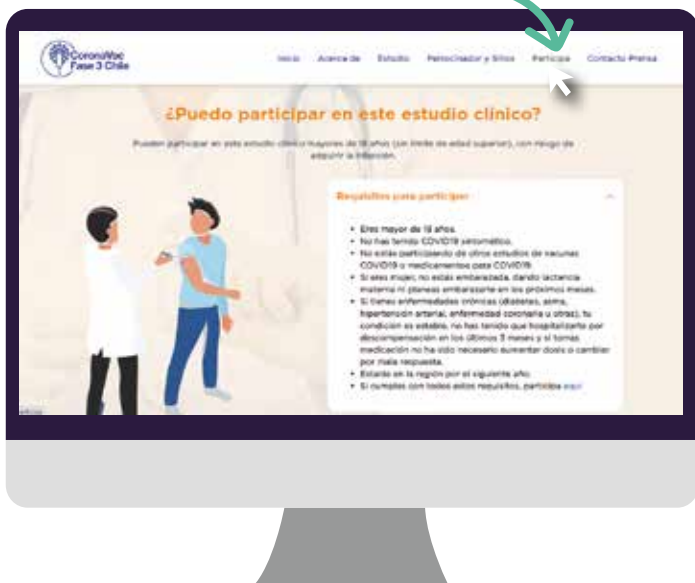 CoronaVac
Fase 3 Chile
Inicio Acerca de Estudio Patrocinador y Sitios Participa Contacto Prensa
¿Puedo participar en este estudio clínico?
Pueden participar en este estudio clínico mayores de 18 años (sin límite de edad superior), con riesgo de
adquirir la infección.
Requisitos para participar
• Eres mayor de 18 años.
• No has tenido COVID19 sintomático.
• No estás participando de otros estudios de vacunas
COVID19 o medicamentos para COVID19.
• Si eres mujer, no estás embarazada, dando lactancia
materna ni planeas embarazarte en los próximos meses.
• Si tienes enfermedades crónicas (diabetes, asma,
hipertensión arterial, enfermedad coronaria u otras), tu
condición es estable, no has tenido que hospitalizarte por
descompensación en los últimos 3 meses y si tomas
medicación no ha sido necesario aumentar dosis o cambiar
por mala respuesta.
• Estarás en la región por el siguiente año.
• Si cumples con todos estos requisitos, participa aquí